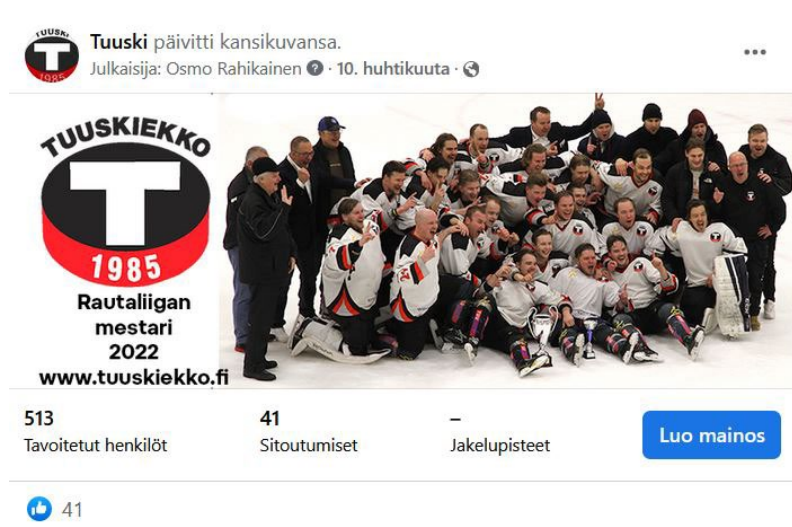 TUUSKI
T
1985
Tuuski päivitti kansikuvansa.
Julkaisija: Osmo Rahikainen ? · 10. huhtikuuta ·
TUUSKIEKKO
T
1985
Rautaliigan
mestari
2022
www.tuuskiekko.fi
513
Tavoitetut henkilöt
41
Sitoutumiset
–
Jakelupisteet
Luo mainos
41